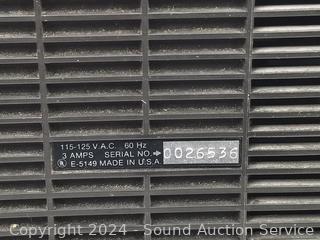 115-125 V.A.C. 60 Hz
3 AMPS SERIAL NO. → 0026536
E-5149 MADE IN U.S.A
Copyright 2024 - Sound Auction Service